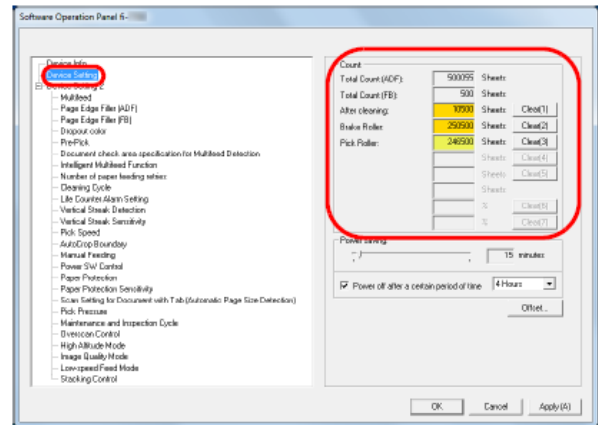 Software Operation Panel fi-
Device Info
Device Setting
Device Setting 2
Multifeed
Page Edge Filler (ADF)
Page Edge Filler (FB)
Dropout color
Pre-Pick
Document check area specification for Multifeed Detection
Intelligent Multifeed Function
Number of paper feeding retries
Cleaning Cycle
Life Counter Alarm Setting
Vertical Streak Detection
Vertical Streak Sensitivity
Pick Speed
AutoCrop Boundary
Manual Feeding
Power SW Control
Paper Protection
Paper Protection Sensitivity
Scan Setting for Document with Tab (Automatic Page Size Detection)
Pick Pressure
Maintenance and Inspection Cycle
Overscan Control
High Altitude Mode
Image Quality Mode
Low-speed Feed Mode
Stacking Control
Count
Total Count (ADF): 500055 Sheets
Total Count (FB): 500 Sheets
After cleaning: 10500 Sheets Clear(1)
Brake Roller: 250500 Sheets Clear(2)
Pick Roller: 246500 Sheets Clear(3)
Sheets Clear(4)
Sheets Clear(5)
Sheets
% Clear(6)
% Clear(7)
Power saving:
15 minutes
Power off after a certain period of time 4 Hours
Offset...
OK Cancel Apply (A)